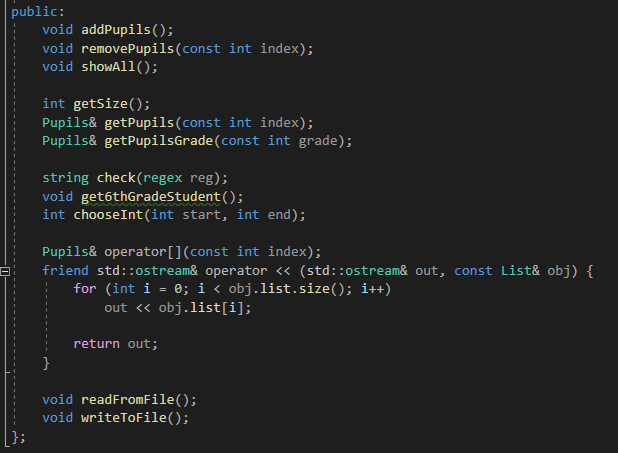 public:
void addPupils();
void removePupils(const int index);
void showAll();
int getSize();
Pupils& getPupils(const int index);
Pupils& getPupilsGrade(const int grade);
string check(regex reg);
void get6thGradeStudent();
int chooseInt(int start, int end);
Pupils& operator[](const int index);
friend std::ostream& operator << (std::ostream& out, const List& obj) {
for (int i = 0; i < obj.list.size(); i++)
out << obj.list[i];
return out;
}
void readFromFile();
void writeToFile();
};